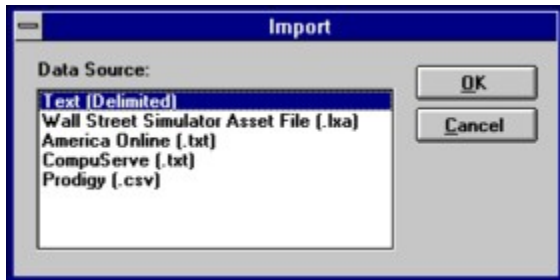 Import
Data Source:
OK
Text (Delimited)
Wall Street Simulator Asset File (.lxa)
Cancel
America Online (.txt)
CompuServe (.txt)
Prodigy (.csv)